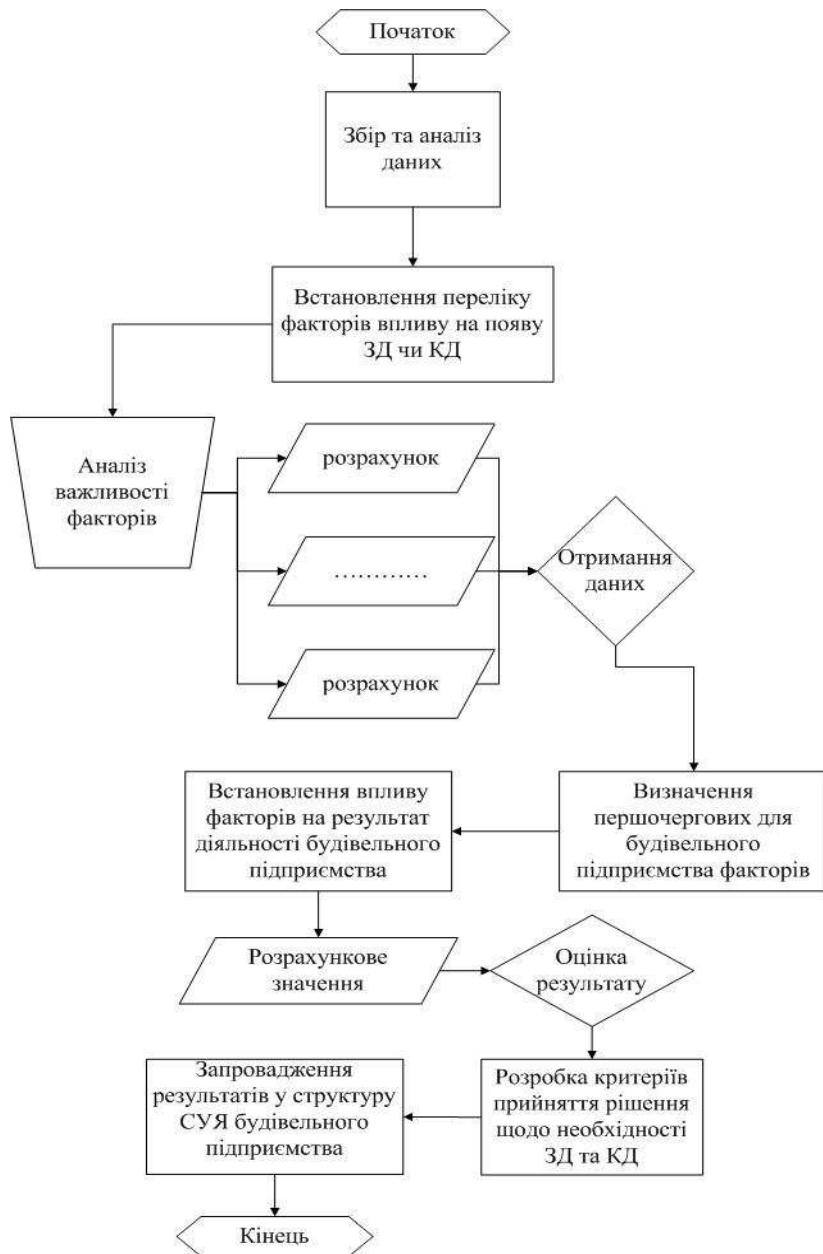 Початок
Збір та аналіз
даних
Встановлення переліку
факторів впливу на появу
ЗД чи КД
Аналіз
важливості
факторів
розрахунок
............
розрахунок
Отримання
даних
Встановлення впливу
факторів на результат
діяльності будівельного
підприємства
Визначення
першочергових для
будівельного
підприємства факторів
Розрахункове
значення
Оцінка
результату
Запровадження
результатів у структуру
СУЯ будівельного
підприємства
Розробка критеріїв
прийняття рішення
щодо необхідності
ЗД та КД
Кінець